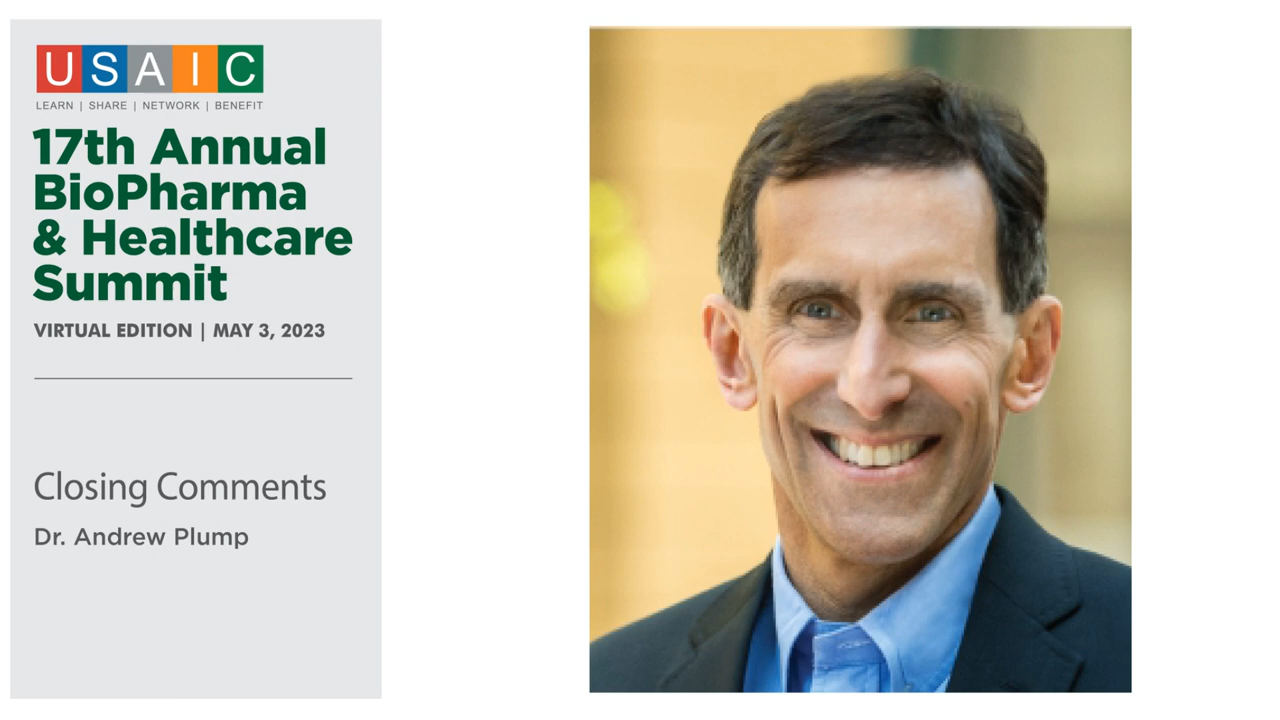 USAIC
LEARN | SHARE | NETWORK | BENEFIT
17th Annual
BioPharma
& Healthcare
Summit
VIRTUAL EDITION | MAY 3, 2023
Closing Comments
Dr. Andrew Plump